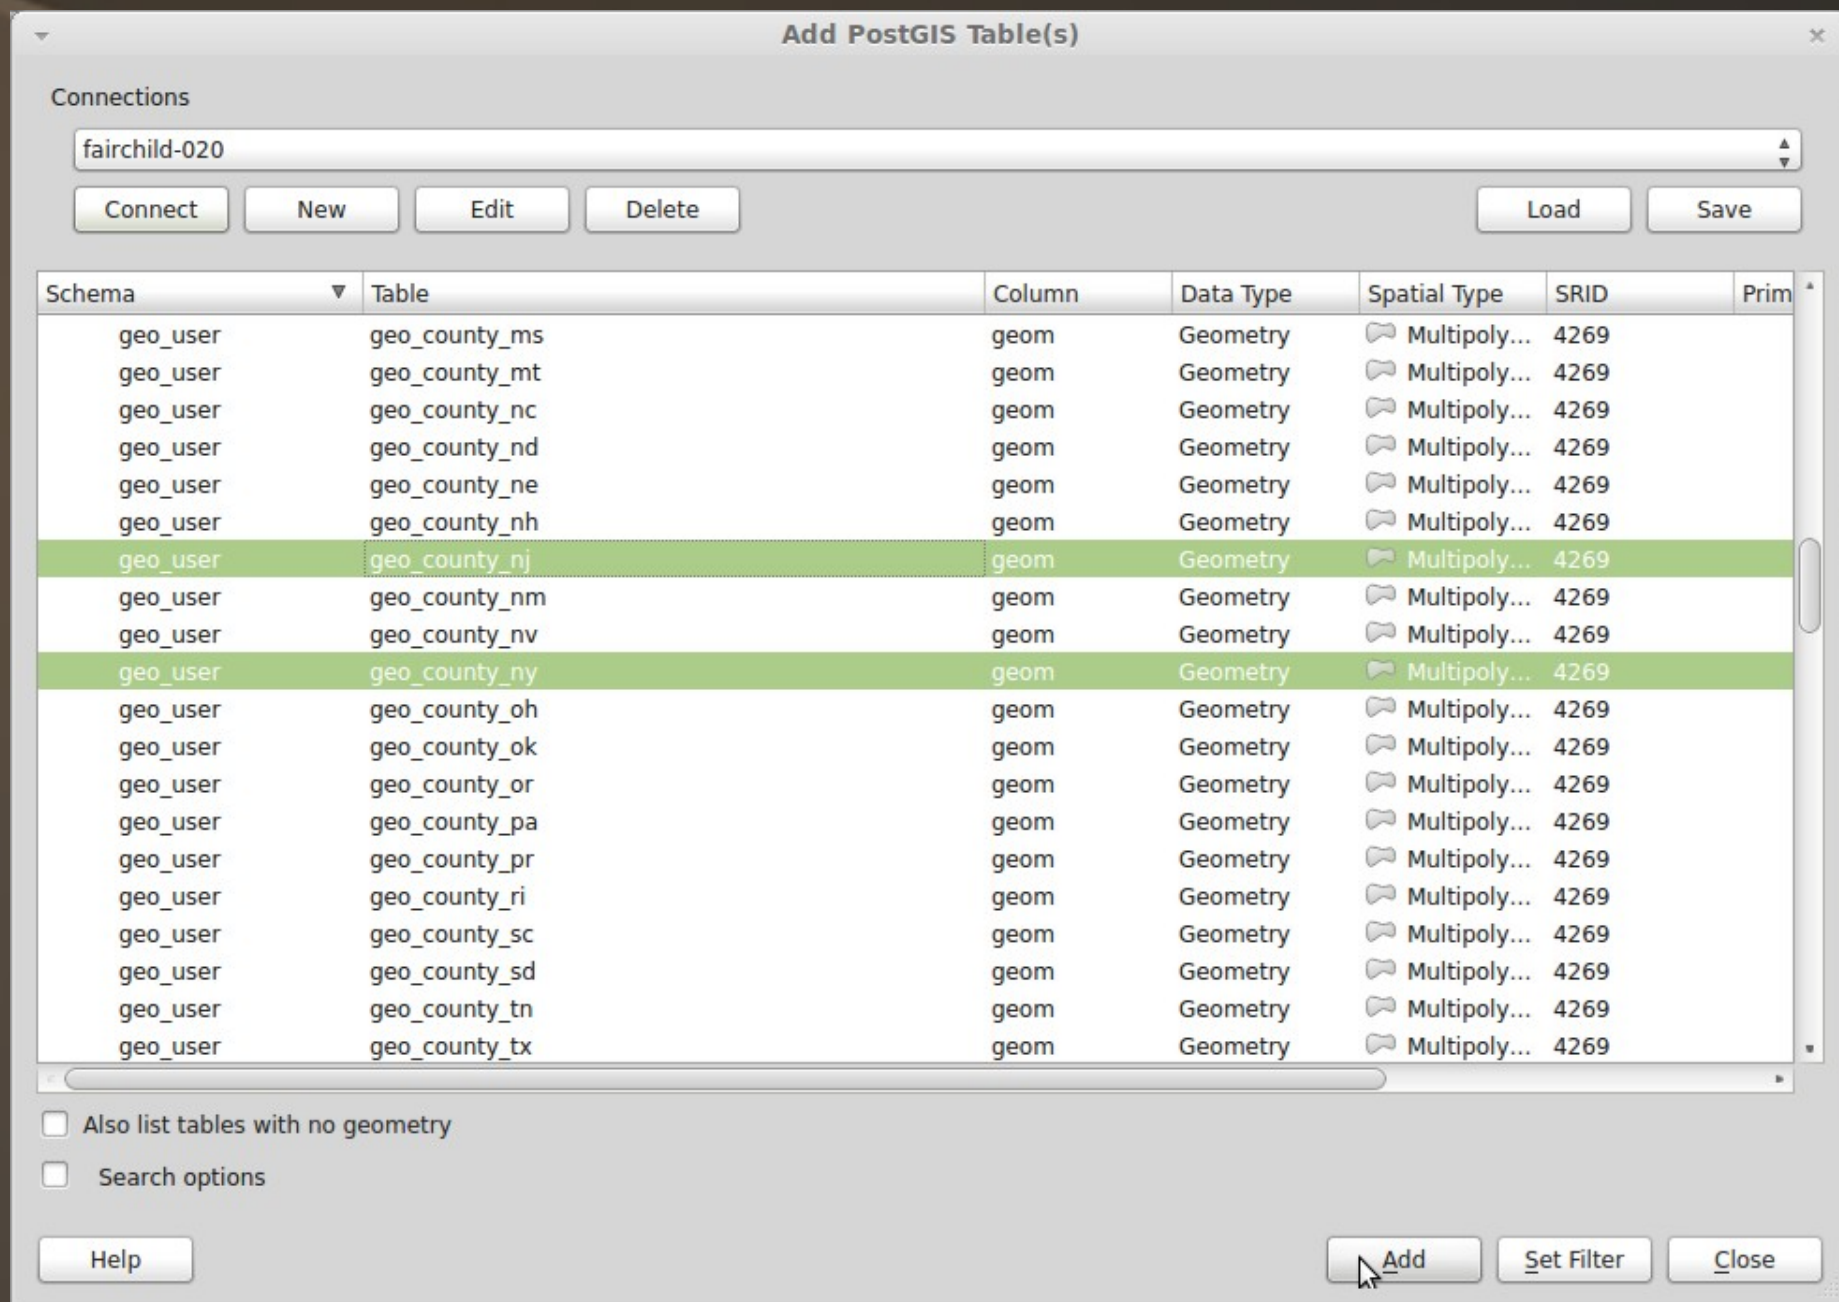 Add PostGIS Table(s)
Connections
fairchild-020
Connect New Edit Delete Load Save
Schema Table Column Data Type Spatial Type SRID Prim
geo_user geo_county_ms geom Geometry Multipoly... 4269
geo_user geo_county_mt geom Geometry Multipoly... 4269
geo_user geo_county_nc geom Geometry Multipoly... 4269
geo_user geo_county_nd geom Geometry Multipoly... 4269
geo_user geo_county_ne geom Geometry Multipoly... 4269
geo_user geo_county_nh geom Geometry Multipoly... 4269
geo_user geo_county_nj geom Geometry Multipoly... 4269
geo_user geo_county_nm geom Geometry Multipoly... 4269
geo_user geo_county_nv geom Geometry Multipoly... 4269
geo_user geo_county_ny geom Geometry Multipoly... 4269
geo_user geo_county_oh geom Geometry Multipoly... 4269
geo_user geo_county_ok geom Geometry Multipoly... 4269
geo_user geo_county_or geom Geometry Multipoly... 4269
geo_user geo_county_pa geom Geometry Multipoly... 4269
geo_user geo_county_pr geom Geometry Multipoly... 4269
geo_user geo_county_ri geom Geometry Multipoly... 4269
geo_user geo_county_sc geom Geometry Multipoly... 4269
geo_user geo_county_sd geom Geometry Multipoly... 4269
geo_user geo_county_tn geom Geometry Multipoly... 4269
geo_user geo_county_tx geom Geometry Multipoly... 4269
Also list tables with no geometry
Search options
Help Add Set Filter Close